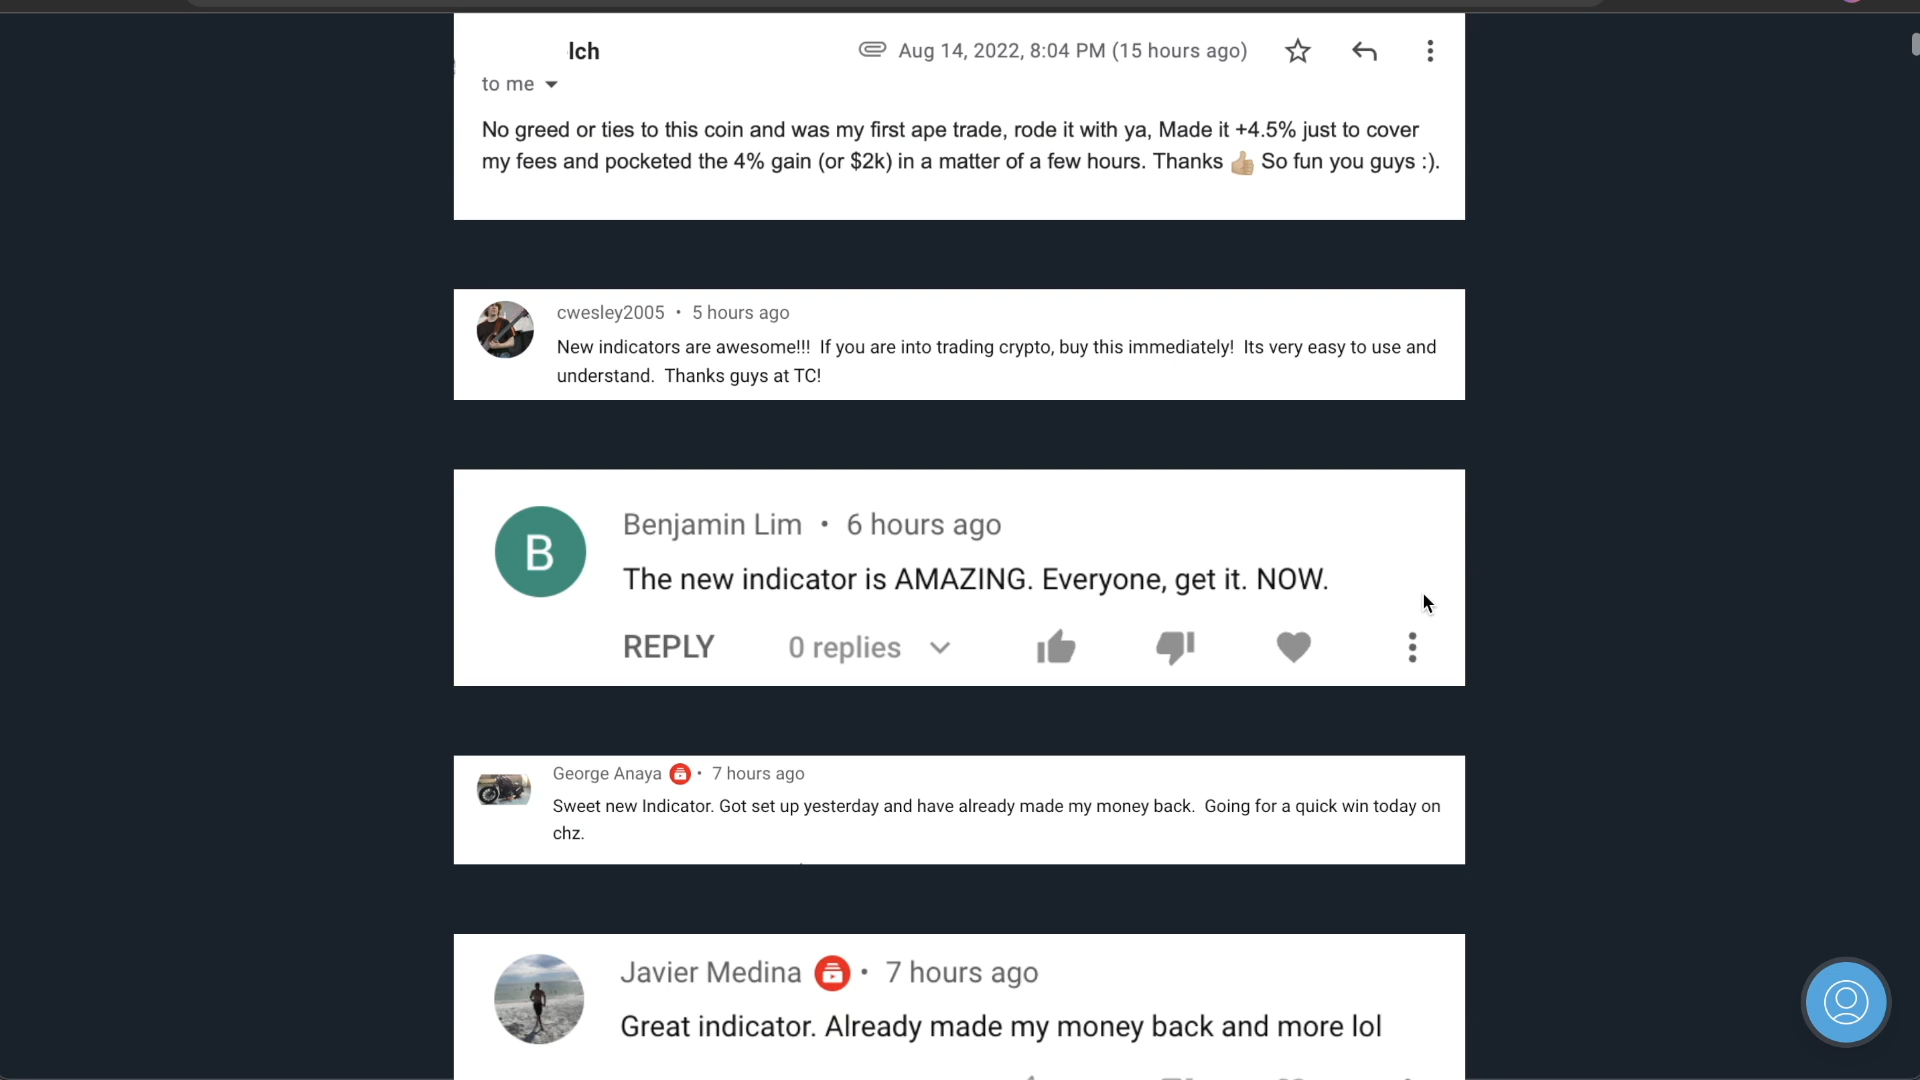 lch
Aug 14, 2022, 8:04 PM (15 hours ago)
to me
No greed or ties to this coin and was my first ape trade, rode it with ya, Made it +4.5% just to cover
my fees and pocketed the 4% gain (or $2k) in a matter of a few hours. Thanks 👍🏼 So fun you guys :).
cwesley2005 • 5 hours ago
New indicators are awesome!!! If you are into trading crypto, buy this immediately! Its very easy to use and
understand. Thanks guys at TC!
B
Benjamin Lim • 6 hours ago
The new indicator is AMAZING. Everyone, get it. NOW.
REPLY 0 replies
George Anaya • 7 hours ago
Sweet new Indicator. Got set up yesterday and have already made my money back. Going for a quick win today on
chz.
Javier Medina • 7 hours ago
Great indicator. Already made my money back and more lol